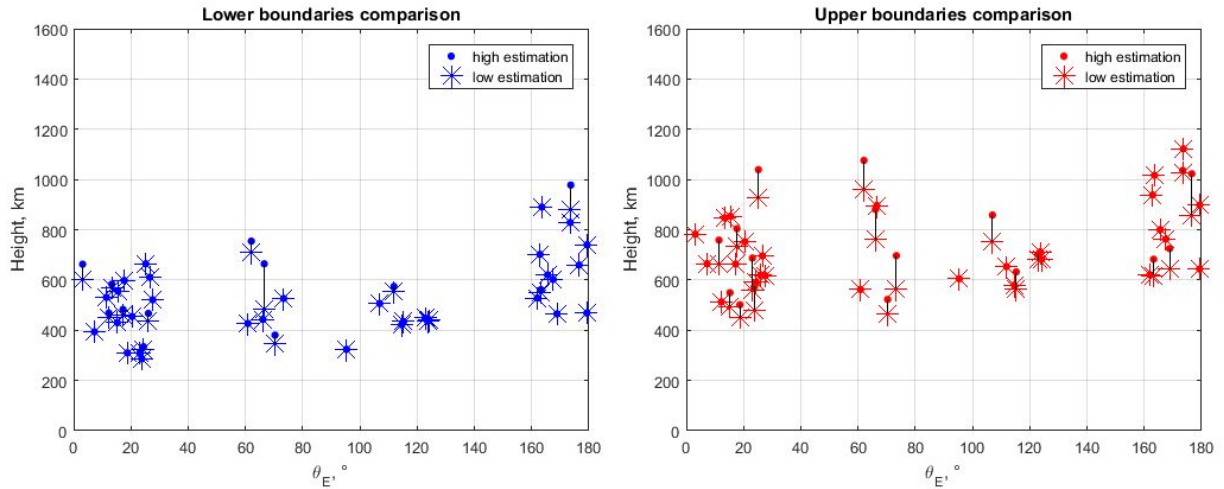 Lower boundaries comparison
Height, km
1600
1400
1200
1000
800
600
400
200
0
high estimation
low estimation
0 20 40 60 80 100 120 140 160 180
θE, °
Upper boundaries comparison
Height, km
1600
1400
1200
1000
800
600
400
200
0
high estimation
low estimation
0 20 40 60 80 100 120 140 160 180
θE, °